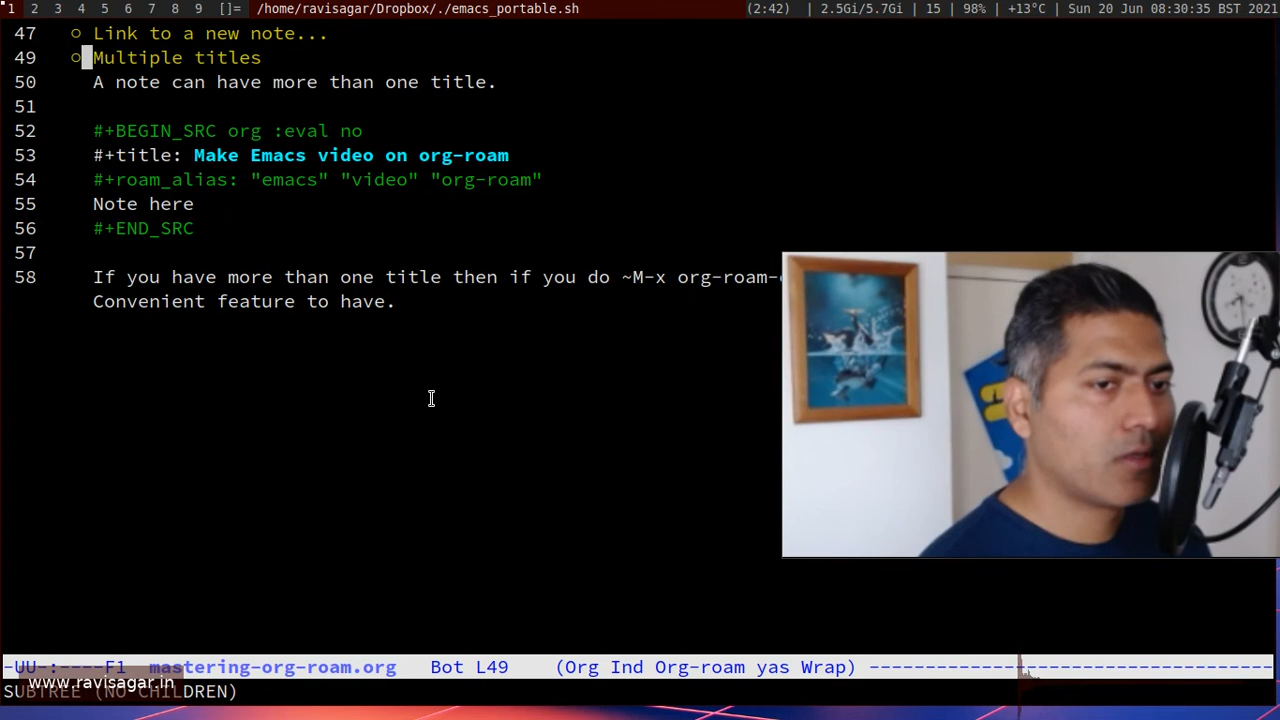 1 2 3 4 5 6 7 8 9 []= /home/ravisagar/Dropbox/./emacs_portable.sh (2:42) | 2.5Gi/5.7Gi | 15 | 98% | +13°C | Sun 20 Jun 08:30:35 BST 2021
47 ○ Link to a new note...
49 ○ Multiple titles
50 A note can have more than one title.
51
52 #+BEGIN_SRC org :eval no
53 #+title: Make Emacs video on org-roam
54 #+roam_alias: "emacs" "video" "org-roam"
55 Note here
56 #+END_SRC
57
58 If you have more than one title then if you do ~M-x org-roam-
Convenient feature to have.
-UU-:----F1 mastering-org-roam.org Bot L49 (Org Ind Org-roam yas Wrap) ------------------------------------
www.ravisagar.in
SUBTREE (NO CHILDREN)